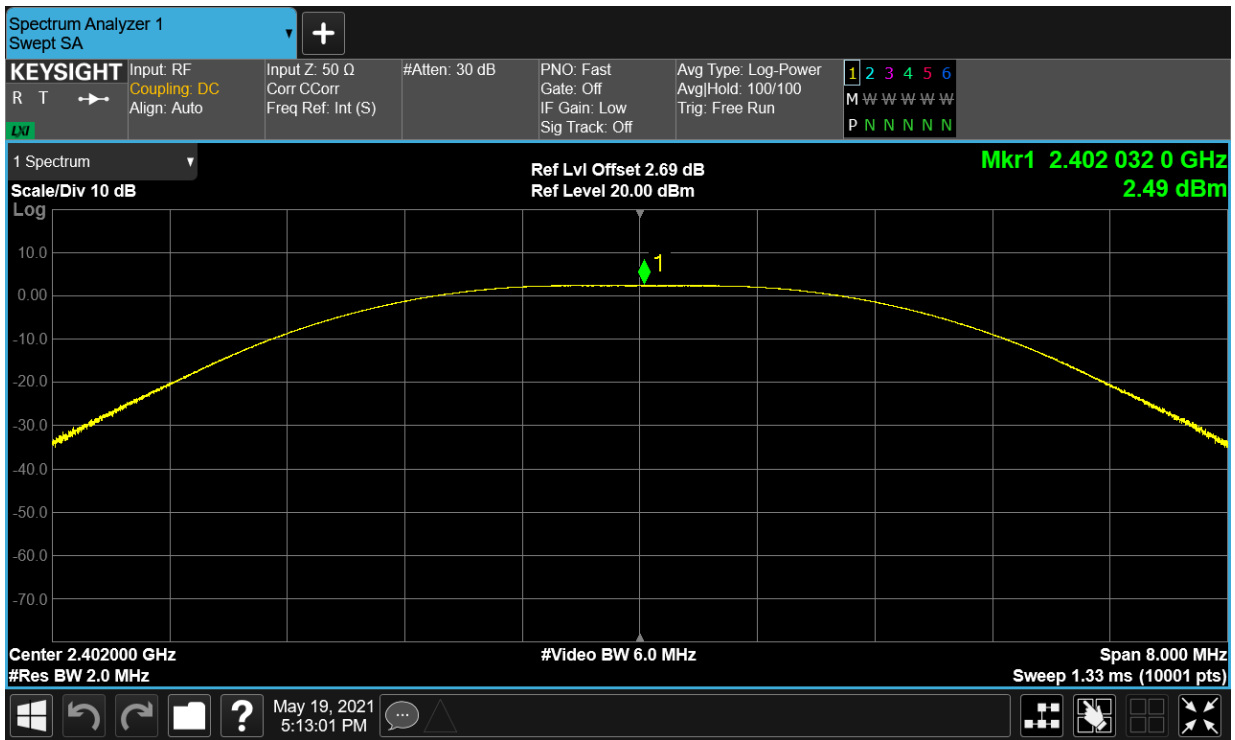 Spectrum Analyzer 1
Swept SA
KEYSIGHT
R T
LXI
Input: RF
Coupling: DC
Align: Auto
Input Z: 50 Ω
Corr CCorr
Freq Ref: Int (S)
#Atten: 30 dB
PNO: Fast
Gate: Off
IF Gain: Low
Sig Track: Off
Avg Type: Log-Power
Avg|Hold: 100/100
Trig: Free Run
1 2 3 4 5 6
M W W W W W
P N N N N N
1 Spectrum
Scale/Div 10 dB
Log
Ref Lvl Offset 2.69 dB
Ref Level 20.00 dBm
Mkr1 2.402 032 0 GHz
2.49 dBm
10.0
0.00
-10.0
-20.0
-30.0
-40.0
-50.0
-60.0
-70.0
1
Center 2.402000 GHz
#Res BW 2.0 MHz
#Video BW 6.0 MHz
Span 8.000 MHz
Sweep 1.33 ms (10001 pts)
?
May 19, 2021
5:13:01 PM